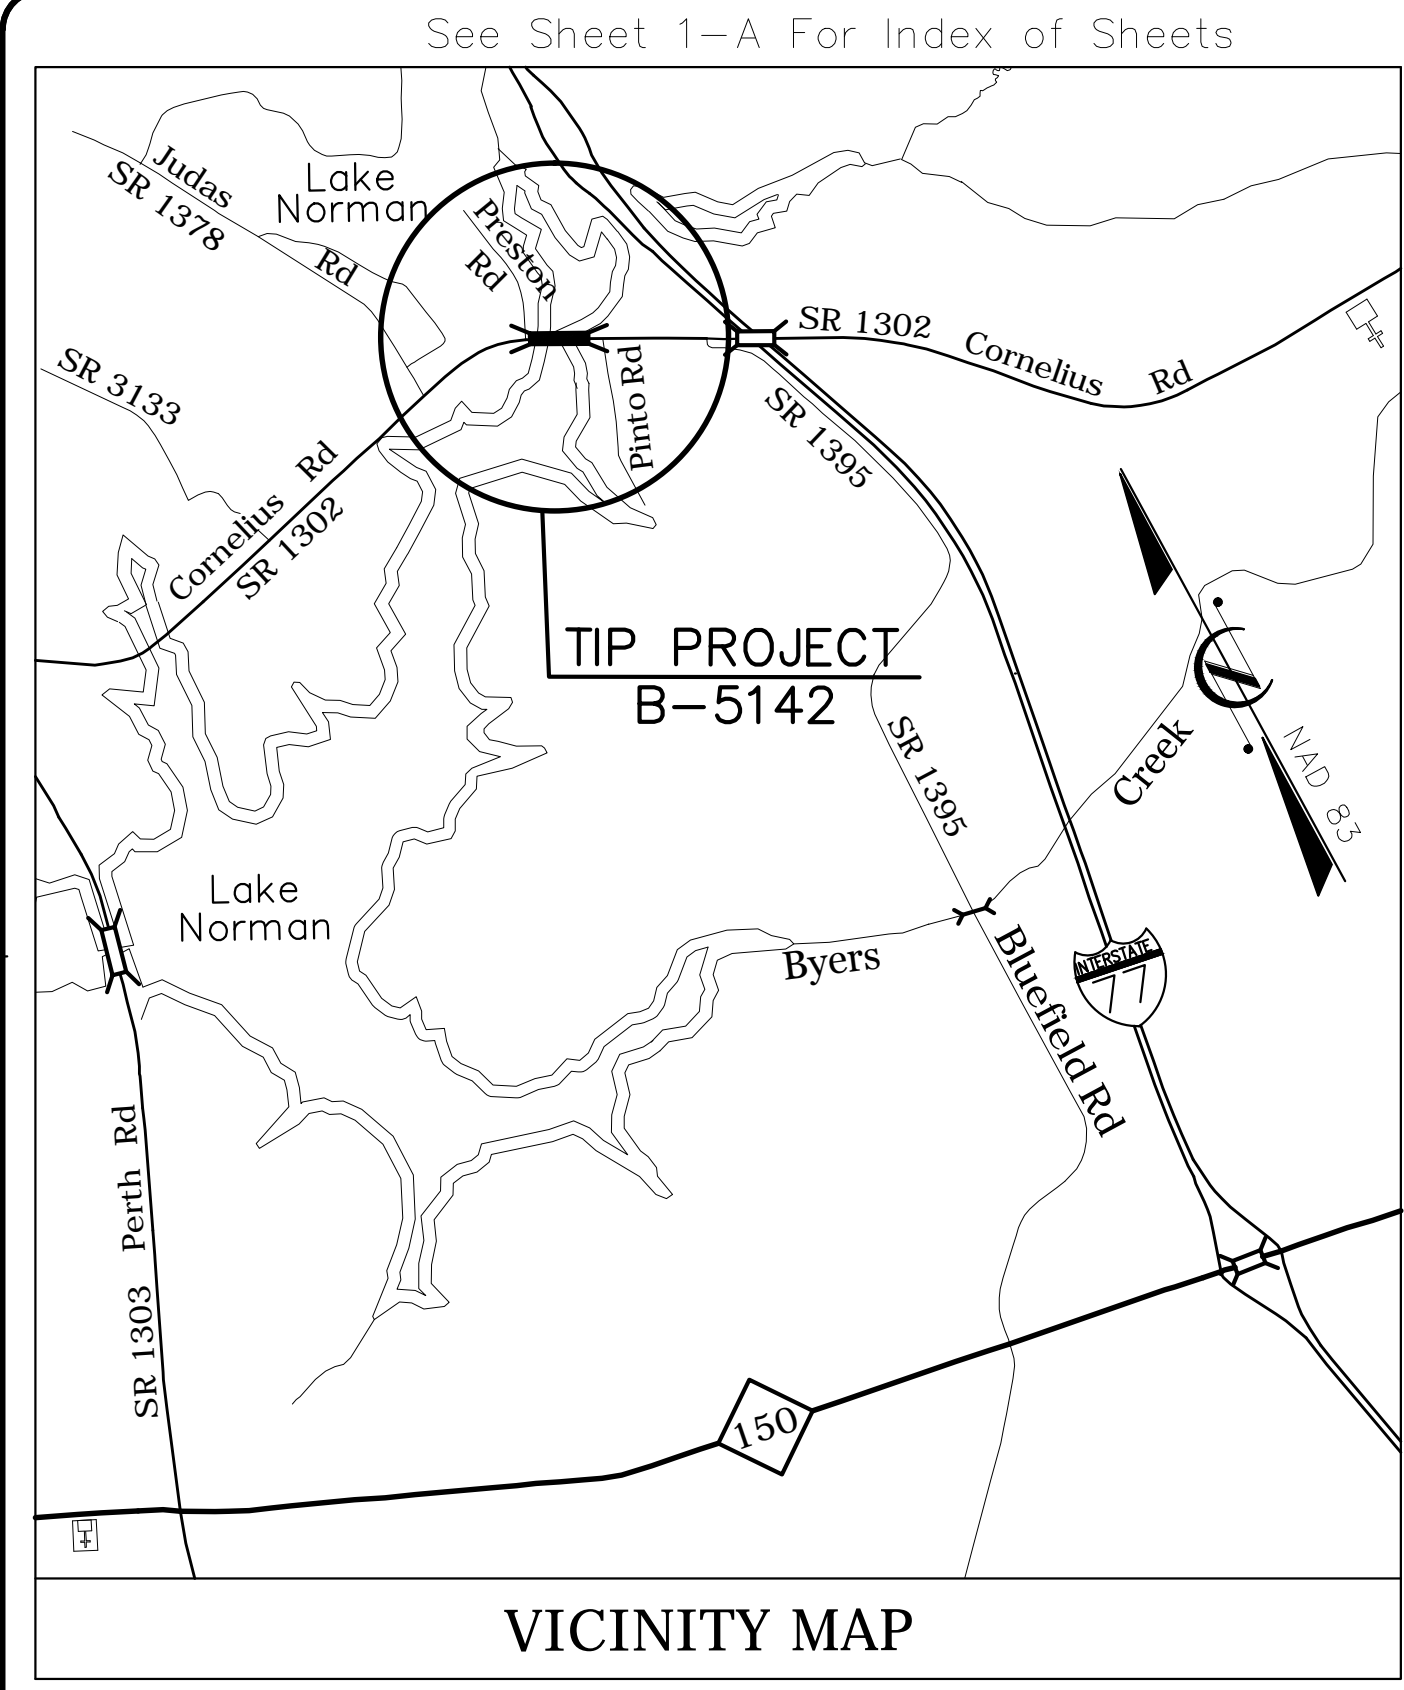 See Sheet 1-A For Index of Sheets
Judas Rd
SR 1378
Lake
Norman
Preston
Rd
SR 1302
Cornelius Rd
SR 3133
Pinto Rd
SR 1395
Cornelius Rd
SR 1302
TIP PROJECT
B-5142
NAD 83
SR 1395
Creek
Lake
Norman
Byers
Bluefield Rd
INTERSTATE
77
SR 1303 Perth Rd
150
VICINITY MAP